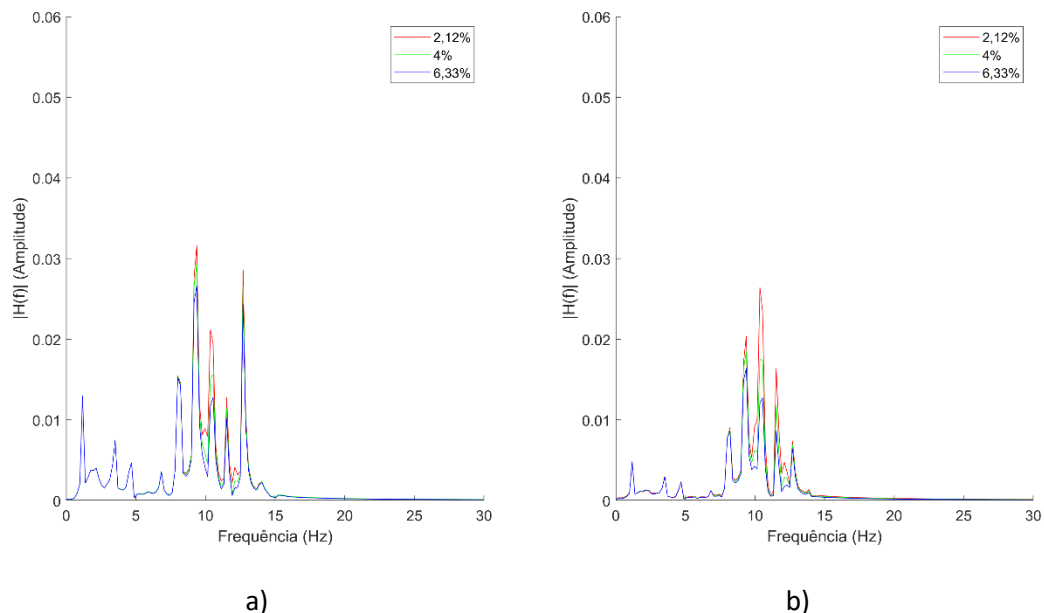 0.06
0.05
0.04
0.03
0.02
0.01
0
|H(f)| (Amplitude)
2,12%
4%
6,33%
0 5 10 15 20 25 30
Frequência (Hz)
a)
0.06
0.05
0.04
0.03
0.02
0.01
0
|H(f)| (Amplitude)
2,12%
4%
6,33%
0 5 10 15 20 25 30
Frequência (Hz)
b)